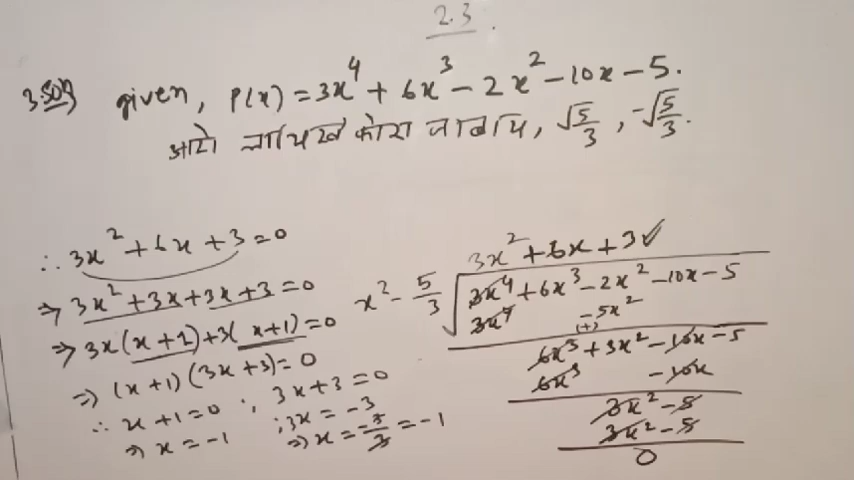 2.3
3.Soln given, P(x) = 3x⁴ + 6x³ - 2x² - 10x - 5.
√5/3, -√5/3.
∴ 3x² + 6x + 3 = 0
⇒ 3x² + 3x + 3x + 3 = 0
⇒ 3x(x + 1) + 3(x + 1) = 0
⇒ (x + 1)(3x + 3) = 0
∴ x + 1 = 0 ; 3x + 3 = 0
⇒ x = -1 ; 3x = -3
⇒ x = -3/3 = -1
3x² + 6x + 3 ✓
x² - 5/3 √ 3x⁴ + 6x³ - 2x² - 10x - 5
3x⁴ - 5x²
(+)
6x³ + 3x² - 10x - 5
6x³ - 10x
3x² - 5
3x² - 5
0